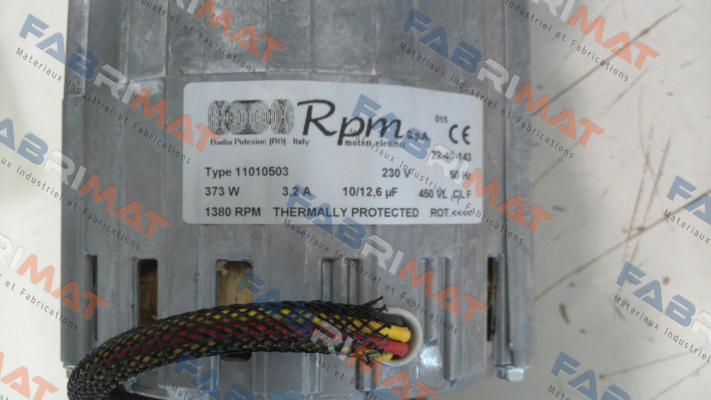 Rpm S.p.A. 015 CE
Badia Polesine (RO) Italy motori elettrici
Type 11010503 230 V 50 Hz
373 W 3,2 A 10/12,6 µF 450 VL CL F
1380 RPM THERMALLY PROTECTED ROT.<<<<
FABRIMAT
Matériaux Industriel et Fabrications